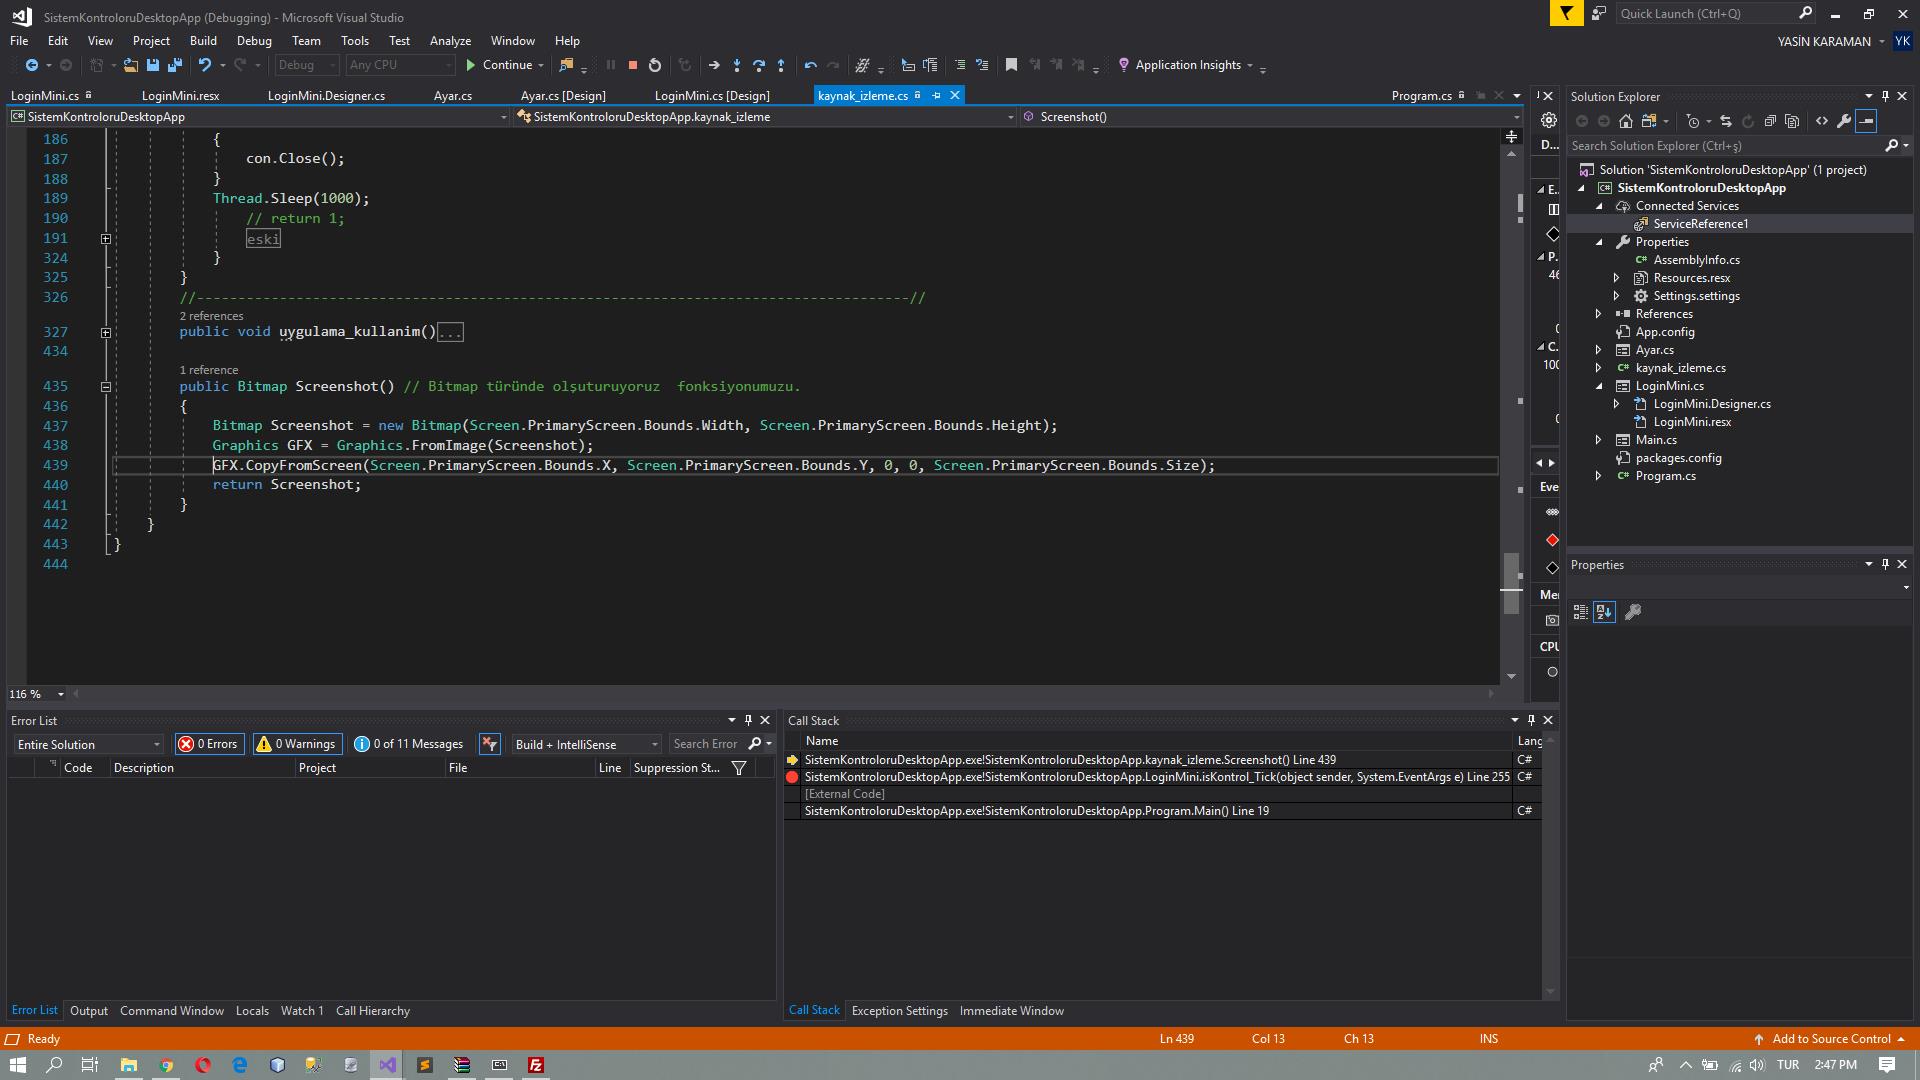 SistemKontroloruDesktopApp (Debugging) - Microsoft Visual Studio
Quick Launch (Ctrl+Q)
File Edit View Project Build Debug Team Tools Test Analyze Window Help
YASİN KARAMAN YK
Debug Any CPU Continue Application Insights
LoginMini.cs LoginMini.resx LoginMini.Designer.cs Ayar.cs Ayar.cs [Design] LoginMini.cs [Design] kaynak_izleme.cs Program.cs
SistemKontroloruDesktopApp SistemKontroloruDesktopApp.kaynak_izleme Screenshot()
186 {
187 con.Close();
188 }
189 Thread.Sleep(1000);
190 // return 1;
191 eski
324 }
325 }
326 //--------------------------------------------------------------------------------------//
2 references
327 public void uygulama_kullanim()...
434
1 reference
435 public Bitmap Screenshot() // Bitmap türünde olşuturuyoruz  fonksiyonumuzu.
436 {
437 Bitmap Screenshot = new Bitmap(Screen.PrimaryScreen.Bounds.Width, Screen.PrimaryScreen.Bounds.Height);
438 Graphics GFX = Graphics.FromImage(Screenshot);
439 GFX.CopyFromScreen(Screen.PrimaryScreen.Bounds.X, Screen.PrimaryScreen.Bounds.Y, 0, 0, Screen.PrimaryScreen.Bounds.Size);
440 return Screenshot;
441 }
442 }
443 }
444
116 %
D...
E...
P.
46
C.
100
Eve
CPU
Solution Explorer
Search Solution Explorer (Ctrl+ş)
Solution 'SistemKontroloruDesktopApp' (1 project)
SistemKontroloruDesktopApp
Connected Services
ServiceReference1
Properties
AssemblyInfo.cs
Resources.resx
Settings.settings
References
App.config
Ayar.cs
kaynak_izleme.cs
LoginMini.cs
LoginMini.Designer.cs
LoginMini.resx
Main.cs
packages.config
Program.cs
Properties
Error List
Entire Solution 0 Errors 0 Warnings 0 of 11 Messages Build + IntelliSense Search Error
Code Description Project File Line Suppression St...
Error List Output Command Window Locals Watch 1 Call Hierarchy
Call Stack
Name Lang
SistemKontroloruDesktopApp.exe!SistemKontroloruDesktopApp.kaynak_izleme.Screenshot() Line 439 C#
SistemKontroloruDesktopApp.exe!SistemKontroloruDesktopApp.LoginMini.isKontrol_Tick(object sender, System.EventArgs e) Line 255 C#
[External Code]
SistemKontroloruDesktopApp.exe!SistemKontroloruDesktopApp.Program.Main() Line 19 C#
Call Stack Exception Settings Immediate Window
Ready Ln 439 Col 13 Ch 13 INS Add to Source Control
TUR 2:47 PM